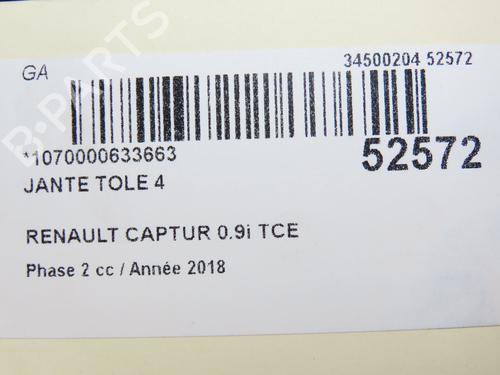 GA
34500204 52572
*1070000633663
52572
JANTE TOLE 4
RENAULT CAPTUR 0.9i TCE
Phase 2 cc / Année 2018
B-PARTS